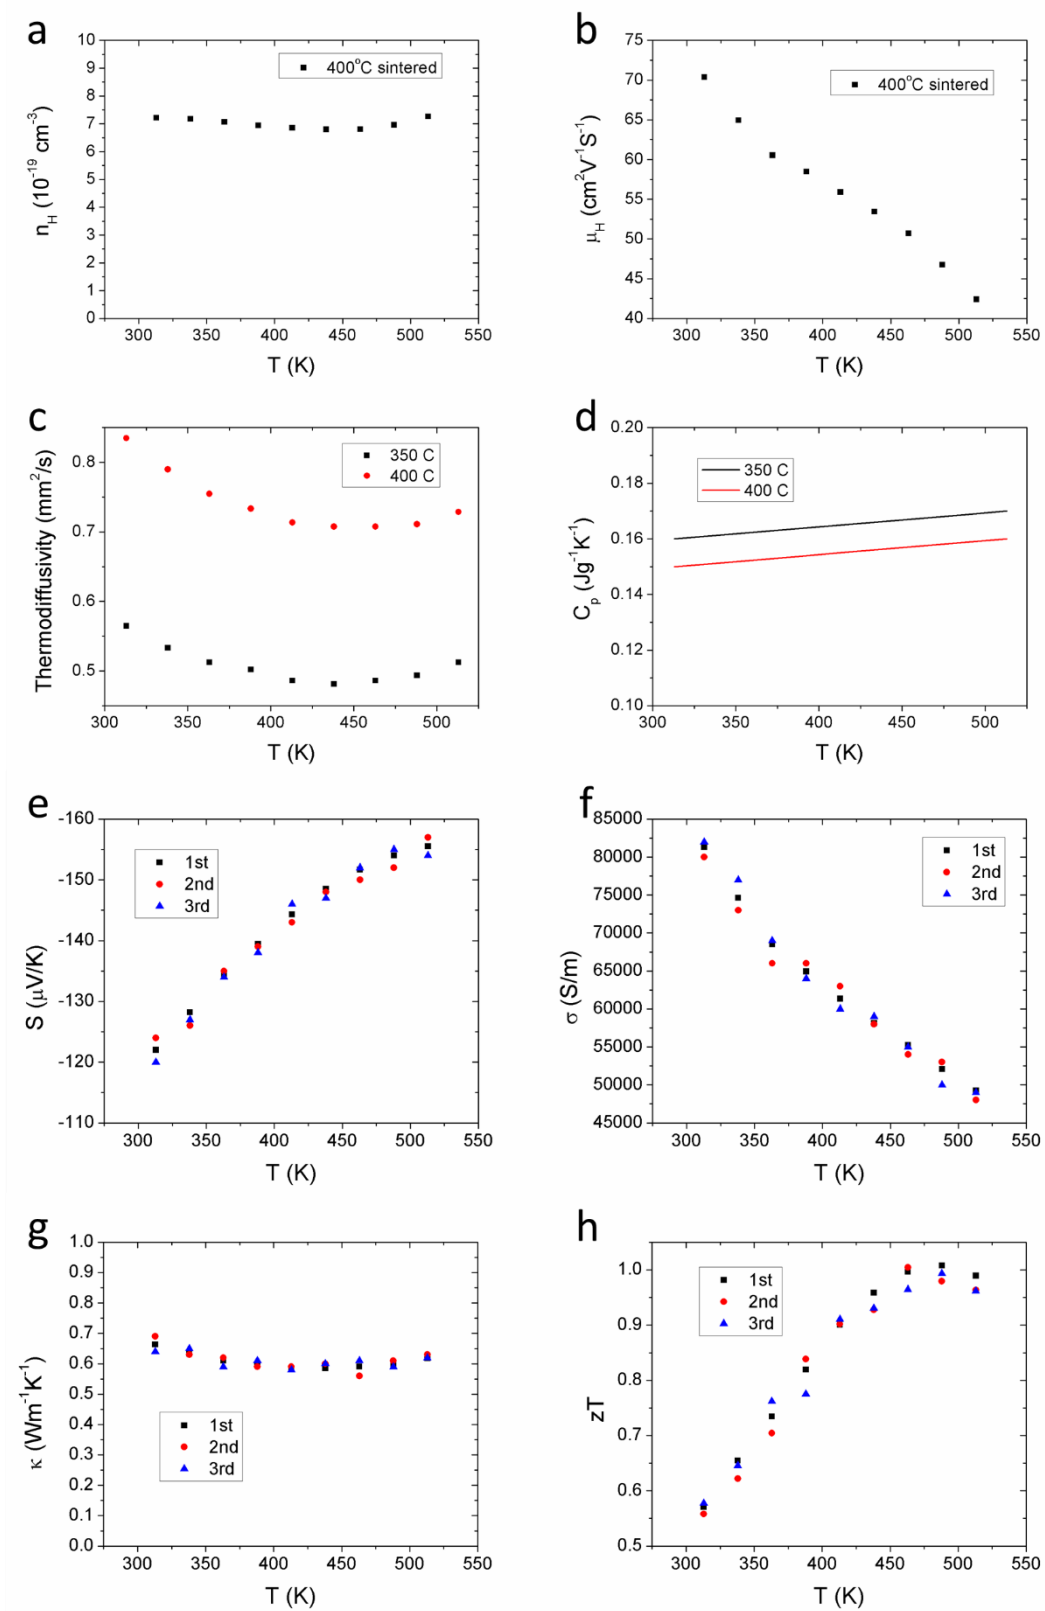 a
10
9
8
7
6
5
4
3
2
1
0
n_H (10^-19 cm^-3)
400°C sintered
300 350 400 450 500 550
T (K)
b
75
70
65
60
55
50
45
40
μ_H (cm^2V^-1S^-1)
400°C sintered
300 350 400 450 500 550
T (K)
c
0.8
0.7
0.6
0.5
Thermodiffusivity (mm^2/s)
350 C
400 C
300 350 400 450 500
T (K)
d
0.20
0.18
0.16
0.14
0.12
0.10
C_p (Jg^-1K^-1)
350 C
400 C
300 350 400 450 500
T (K)
e
-160
-150
-140
-130
-120
-110
S (μV/K)
1st
2nd
3rd
300 350 400 450 500 550
T (K)
f
85000
80000
75000
70000
65000
60000
55000
50000
45000
σ (S/m)
1st
2nd
3rd
300 350 400 450 500 550
T (K)
g
1.0
0.9
0.8
0.7
0.6
0.5
0.4
0.3
0.2
0.1
0.0
κ (Wm^-1K^-1)
1st
2nd
3rd
300 350 400 450 500 550
T (K)
h
1.0
0.9
0.8
0.7
0.6
0.5
zT
1st
2nd
3rd
300 350 400 450 500 550
T (K)